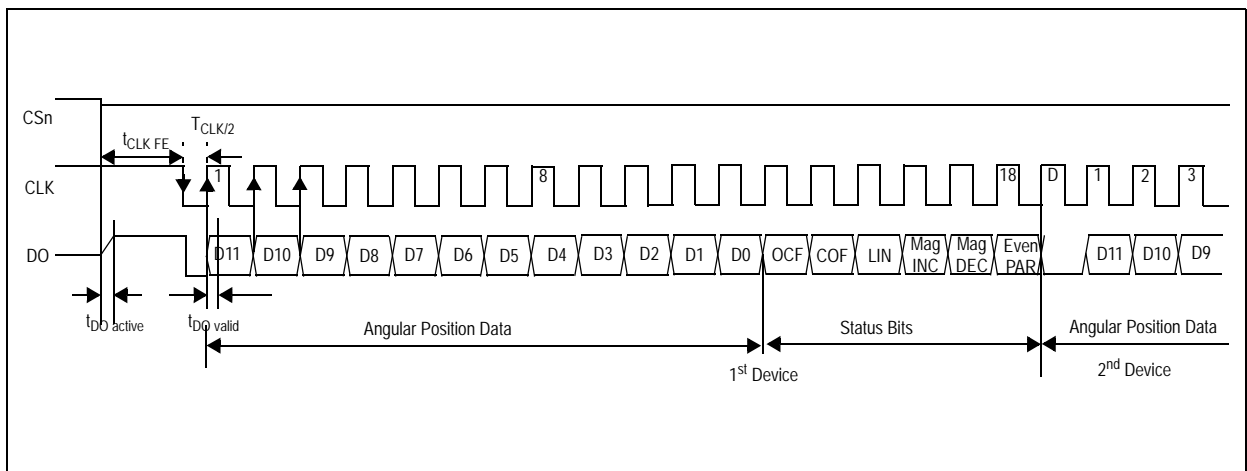 CSn
tCLK FE
TCLK/2
CLK
1
8
18
D
1
2
3
DO
D11
D10
D9
D8
D7
D6
D5
D4
D3
D2
D1
D0
OCF
COF
LIN
Mag INC
Mag DEC
Even PAR
D11
D10
D9
tDO active
tDO valid
Angular Position Data
Status Bits
Angular Position Data
1st Device
2nd Device